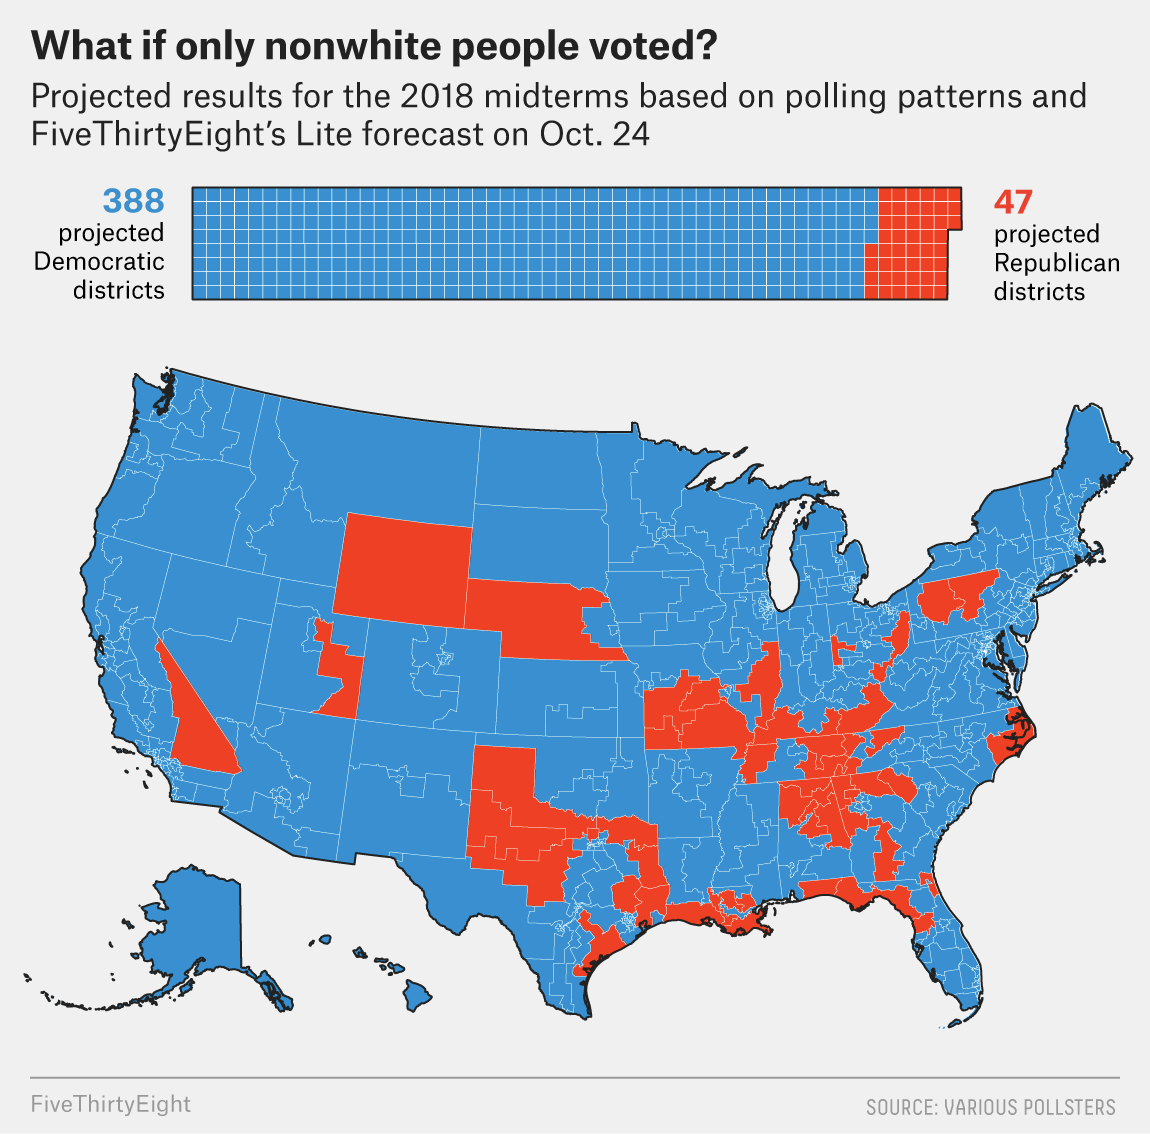 What if only nonwhite people voted?
Projected results for the 2018 midterms based on polling patterns and
FiveThirtyEight’s Lite forecast on Oct. 24
388
projected
Democratic
districts
47
projected
Republican
districts
FiveThirtyEight
SOURCE: VARIOUS POLLSTERS